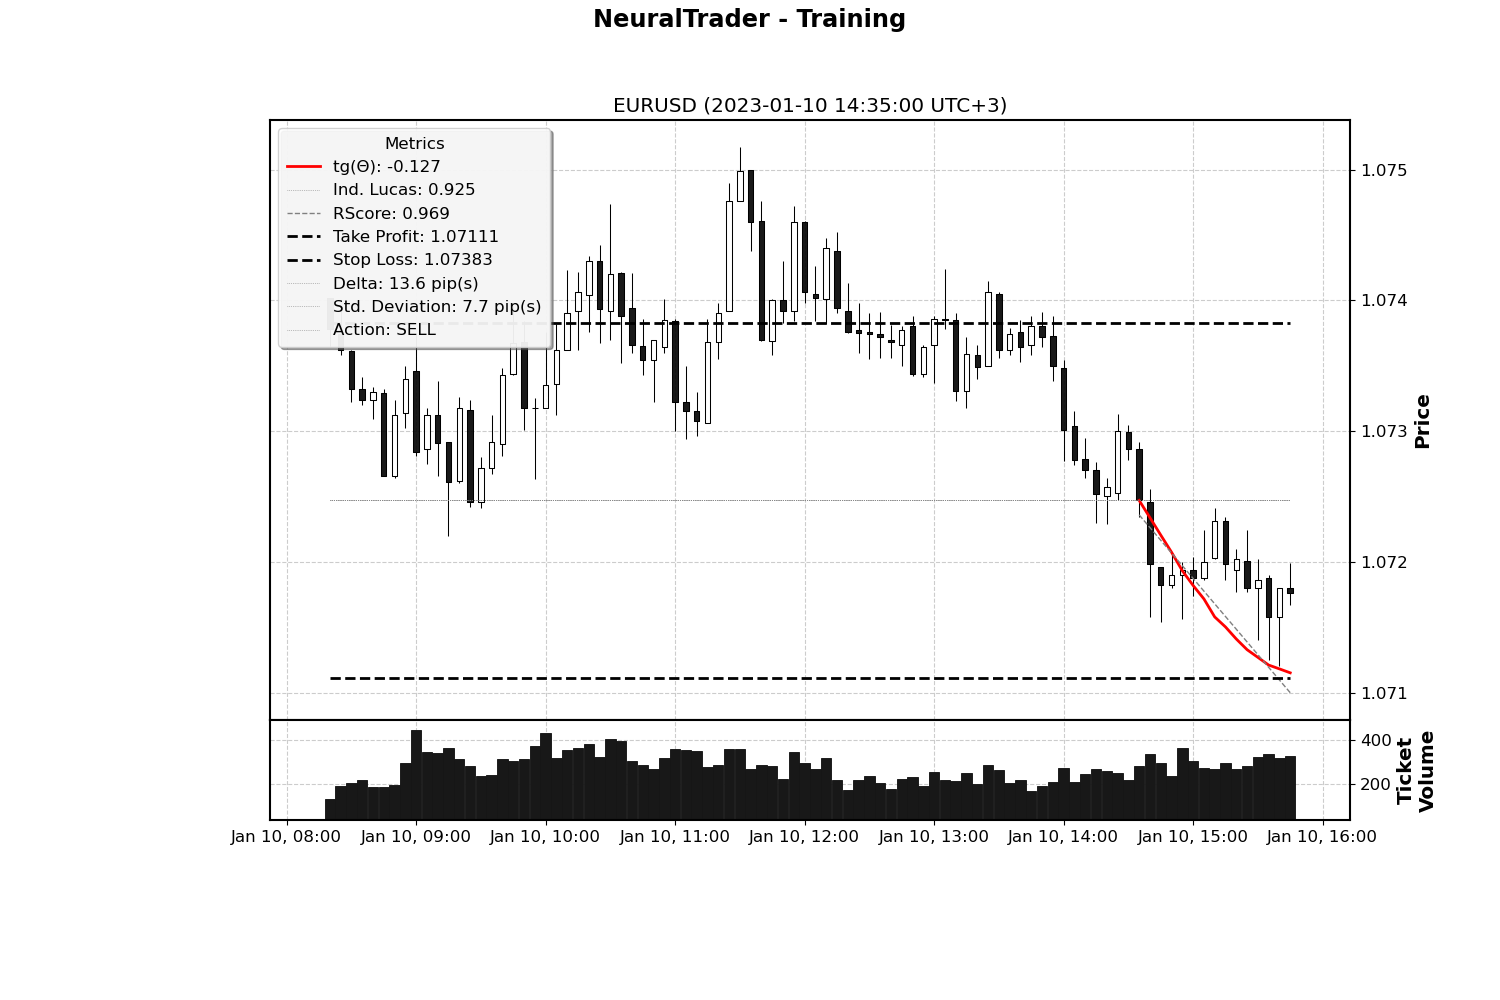 NeuralTrader - Training
EURUSD (2023-01-10 14:35:00 UTC+3)
Metrics
tg(Θ): -0.127
Ind. Lucas: 0.925
RScore: 0.969
Take Profit: 1.07111
Stop Loss: 1.07383
Delta: 13.6 pip(s)
Std. Deviation: 7.7 pip(s)
Action: SELL
1.075
1.074
1.073
1.072
1.071
Price
400
200
Ticket
Volume
Jan 10, 08:00
Jan 10, 09:00
Jan 10, 10:00
Jan 10, 11:00
Jan 10, 12:00
Jan 10, 13:00
Jan 10, 14:00
Jan 10, 15:00
Jan 10, 16:00